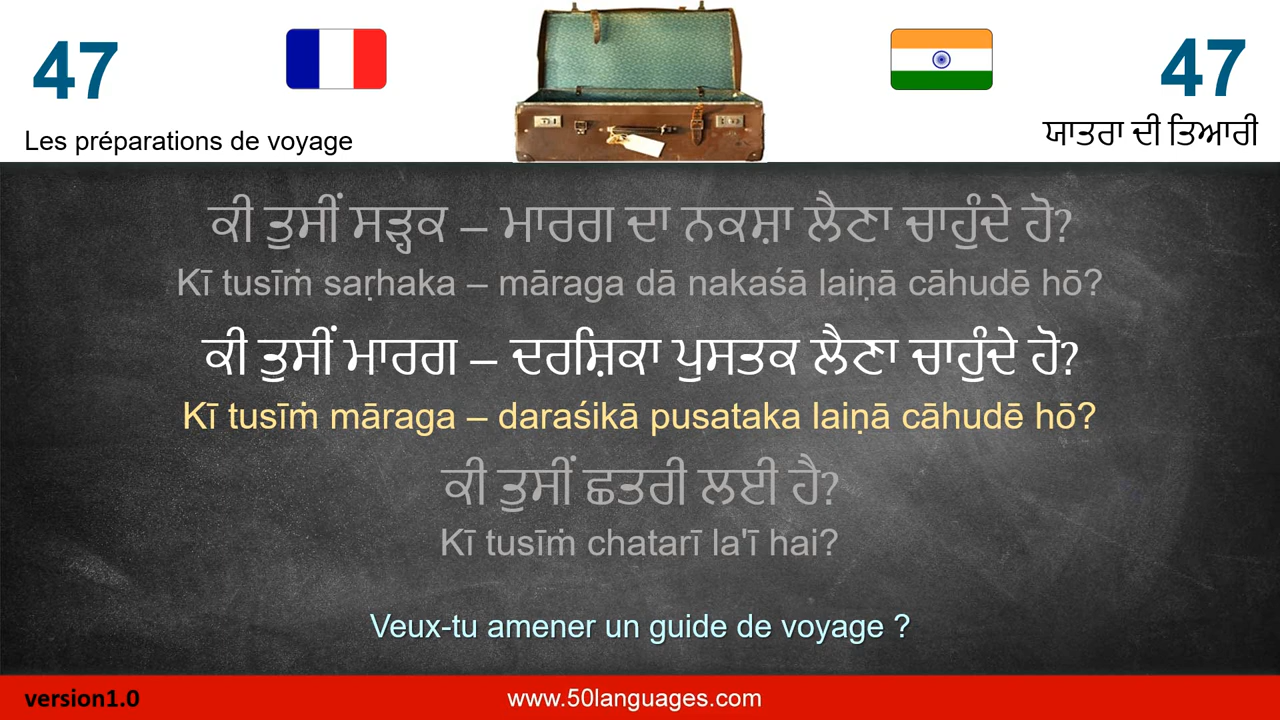 47
47
Les préparations de voyage
ਯਾਤਰਾ ਦੀ ਤਿਆਰੀ
ਕੀ ਤੁਸੀਂ ਸੜ੍ਹਕ – ਮਾਰਗ ਦਾ ਨਕਸ਼ਾ ਲੈਣਾ ਚਾਹੁੰਦੇ ਹੋ?
Kī tusīṁ saṛhaka – māraga dā nakaśā laiṇā cāhudē hō?
ਕੀ ਤੁਸੀਂ ਮਾਰਗ – ਦਰਸ਼ਿਕਾ ਪੁਸਤਕ ਲੈਣਾ ਚਾਹੁੰਦੇ ਹੋ?
Kī tusīṁ māraga – daraśikā pusataka laiṇā cāhudē hō?
ਕੀ ਤੁਸੀਂ ਛਤਰੀ ਲਈ ਹੈ?
Kī tusīṁ chatarī la'ī hai?
Veux-tu amener un guide de voyage ?
version1.0
www.50languages.com